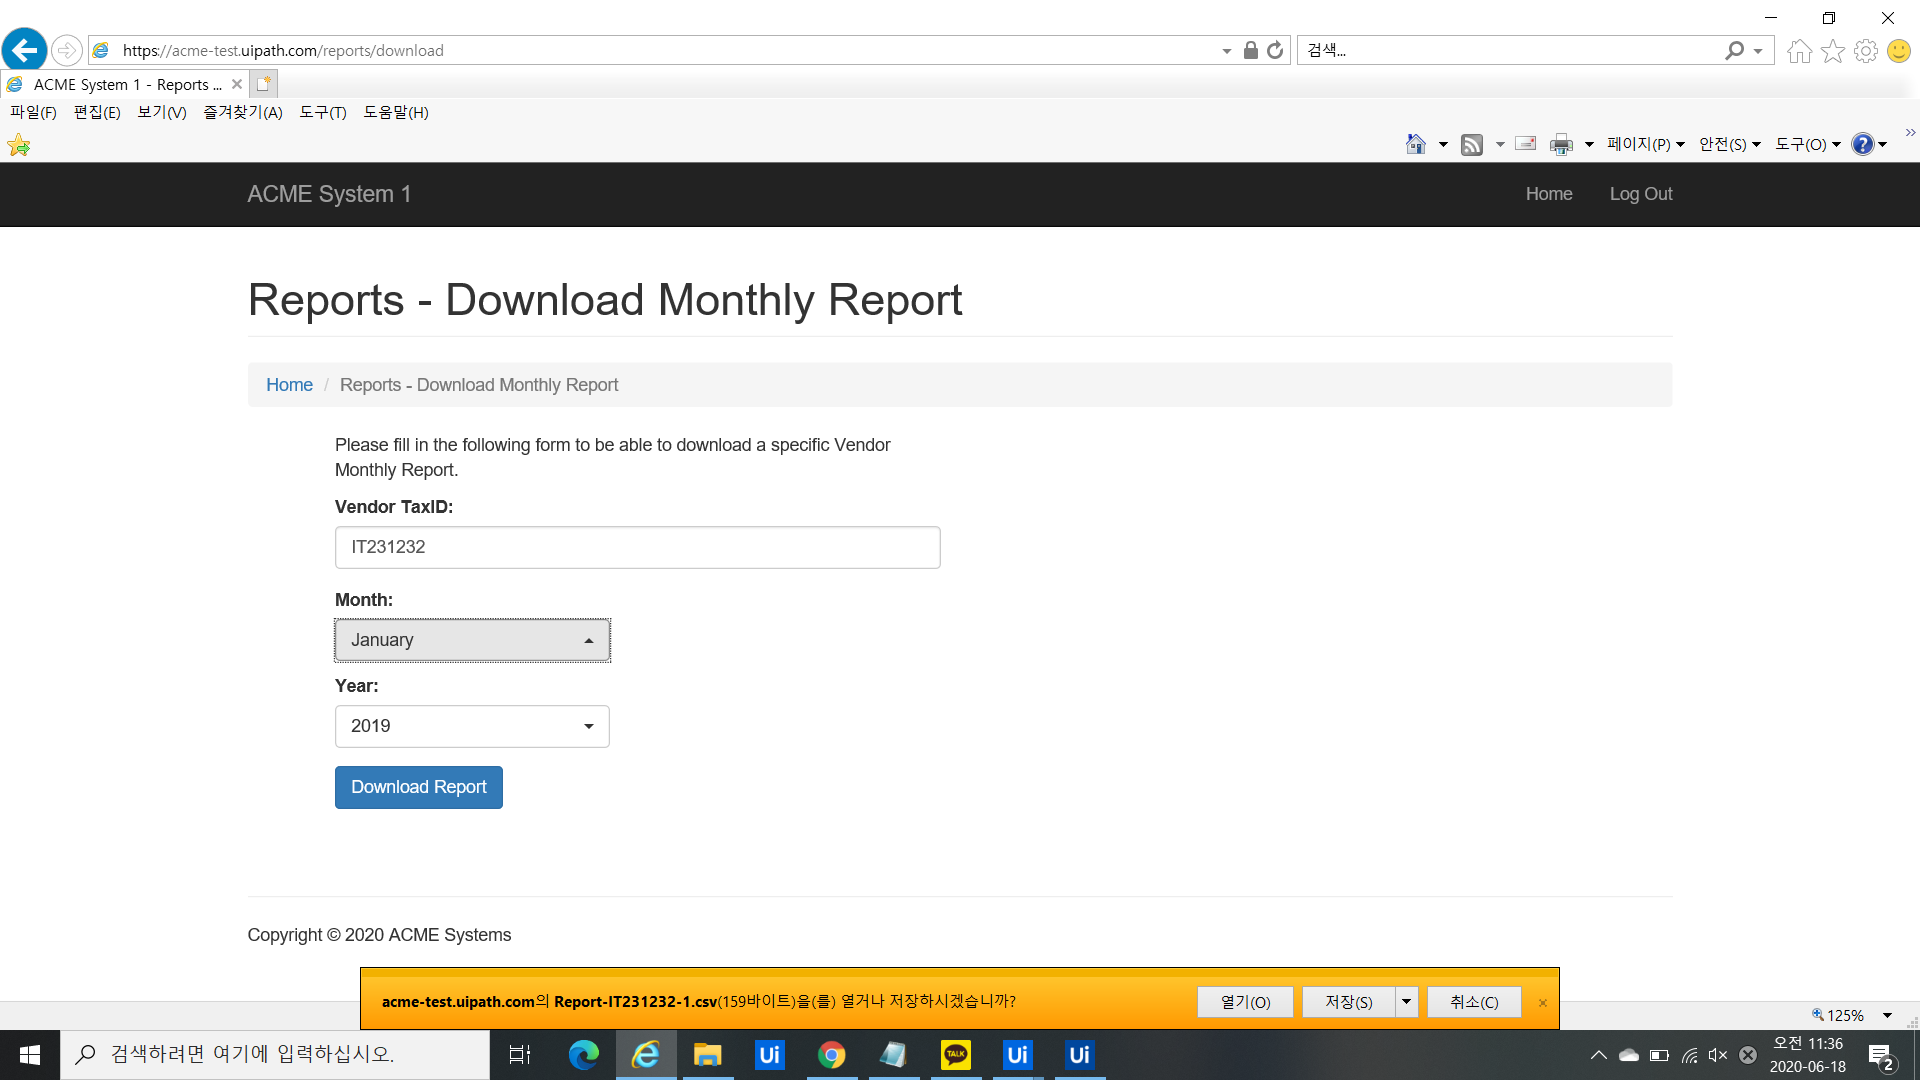 https://acme-test.uipath.com/reports/download
검색...
ACME System 1 - Reports ...
파일(F) 편집(E) 보기(V) 즐겨찾기(A) 도구(T) 도움말(H)
페이지(P) 안전(S) 도구(O)
ACME System 1
Home Log Out
Reports - Download Monthly Report
Home / Reports - Download Monthly Report
Please fill in the following form to be able to download a specific Vendor
Monthly Report.
Vendor TaxID:
IT231232
Month:
January
Year:
2019
Download Report
Copyright © 2020 ACME Systems
acme-test.uipath.com의 Report-IT231232-1.csv(159바이트)을(를) 열거나 저장하시겠습니까?
열기(O) 저장(S) 취소(C)
125%
검색하려면 여기에 입력하십시오.
Ui
TALK
Ui
Ui
오전 11:36
2020-06-18
2